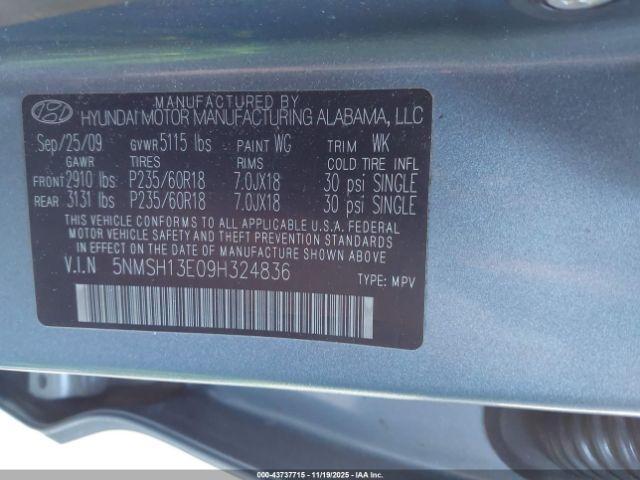 MANUFACTURED BY
HYUNDAI MOTOR MANUFACTURING ALABAMA, LLC
Sep/25/09 GVWR 5115 lbs PAINT WG TRIM WK
GAWR TIRES RIMS COLD TIRE INFL
FRONT 2910 lbs P235/60R18 7.0JX18 30 psi SINGLE
REAR 3131 lbs P235/60R18 7.0JX18 30 psi SINGLE
THIS VEHICLE CONFORMS TO ALL APPLICABLE U.S.A. FEDERAL
MOTOR VEHICLE SAFETY AND THEFT PREVENTION STANDARDS
IN EFFECT ON THE DATE OF MANUFACTURE SHOWN ABOVE
V.I.N 5NMSH13E09H324836
TYPE: MPV
000-43737715 - 11/19/2025 - IAA Inc.